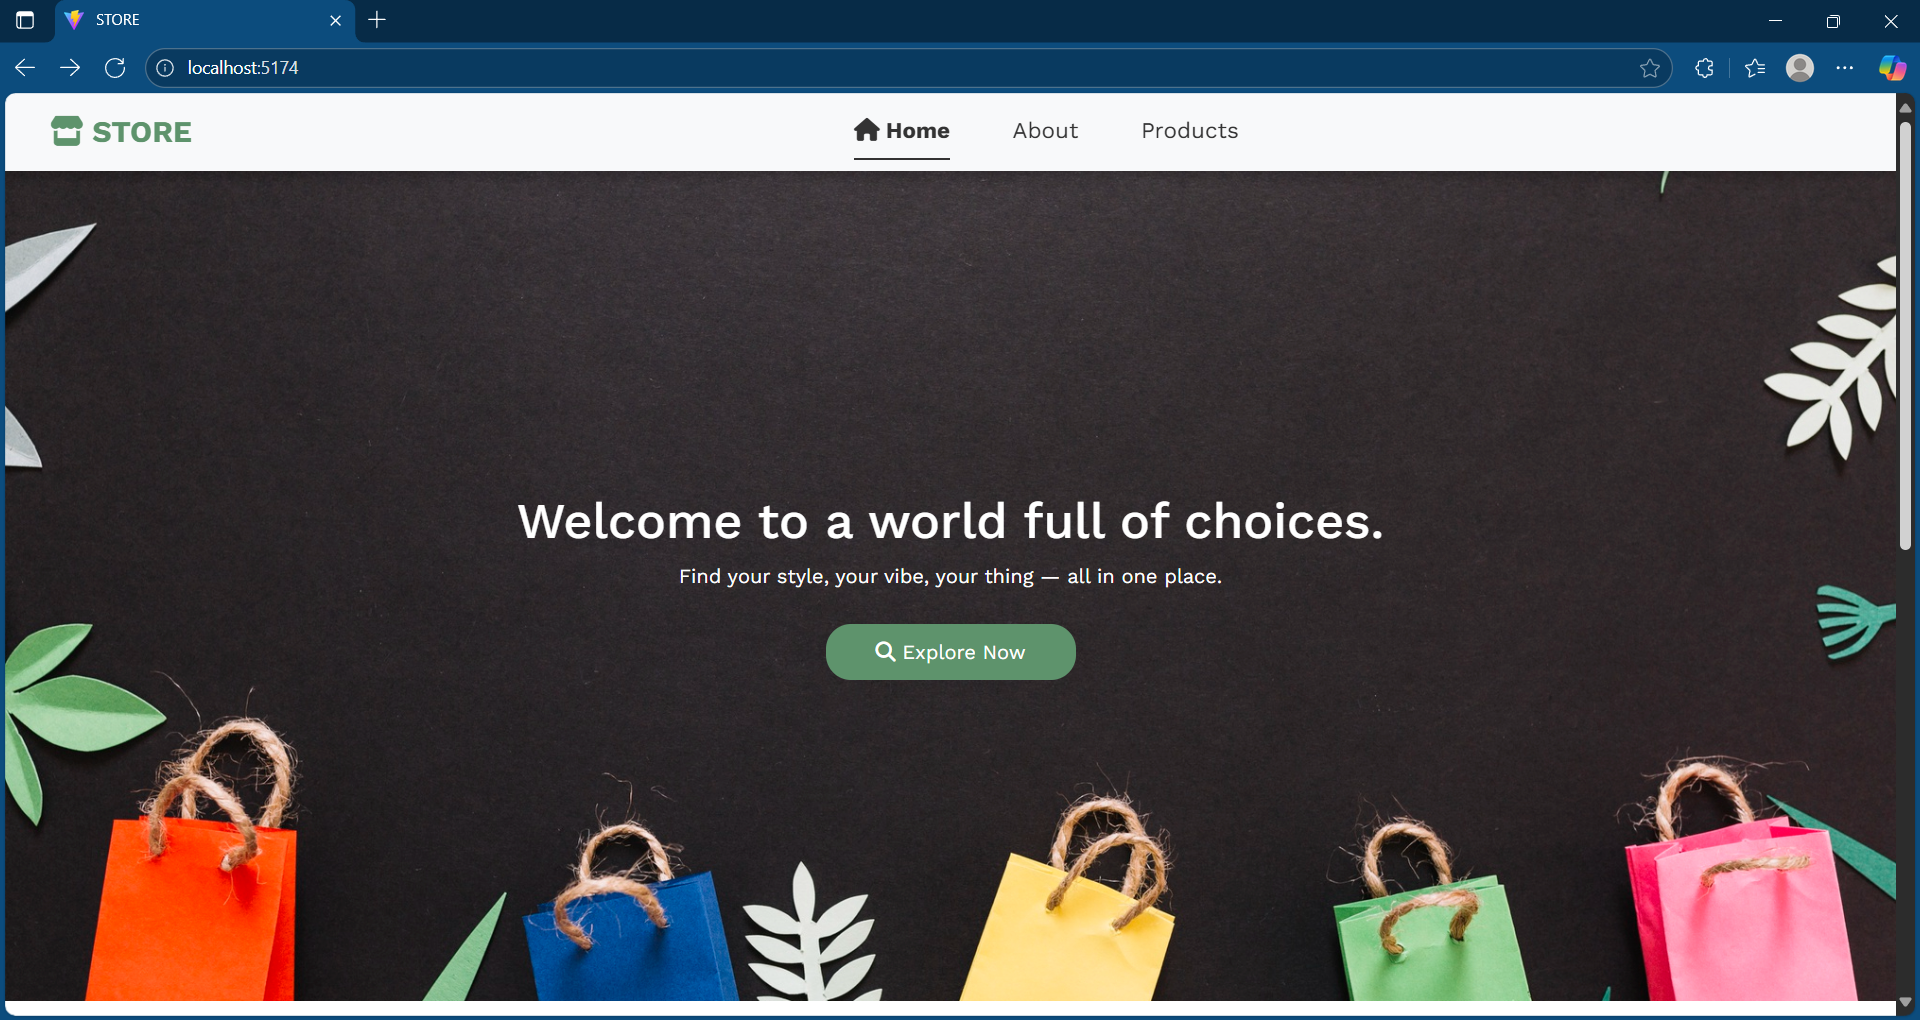 STORE
localhost:5174
STORE
Home
About
Products
Welcome to a world full of choices.
Find your style, your vibe, your thing — all in one place.
Explore Now